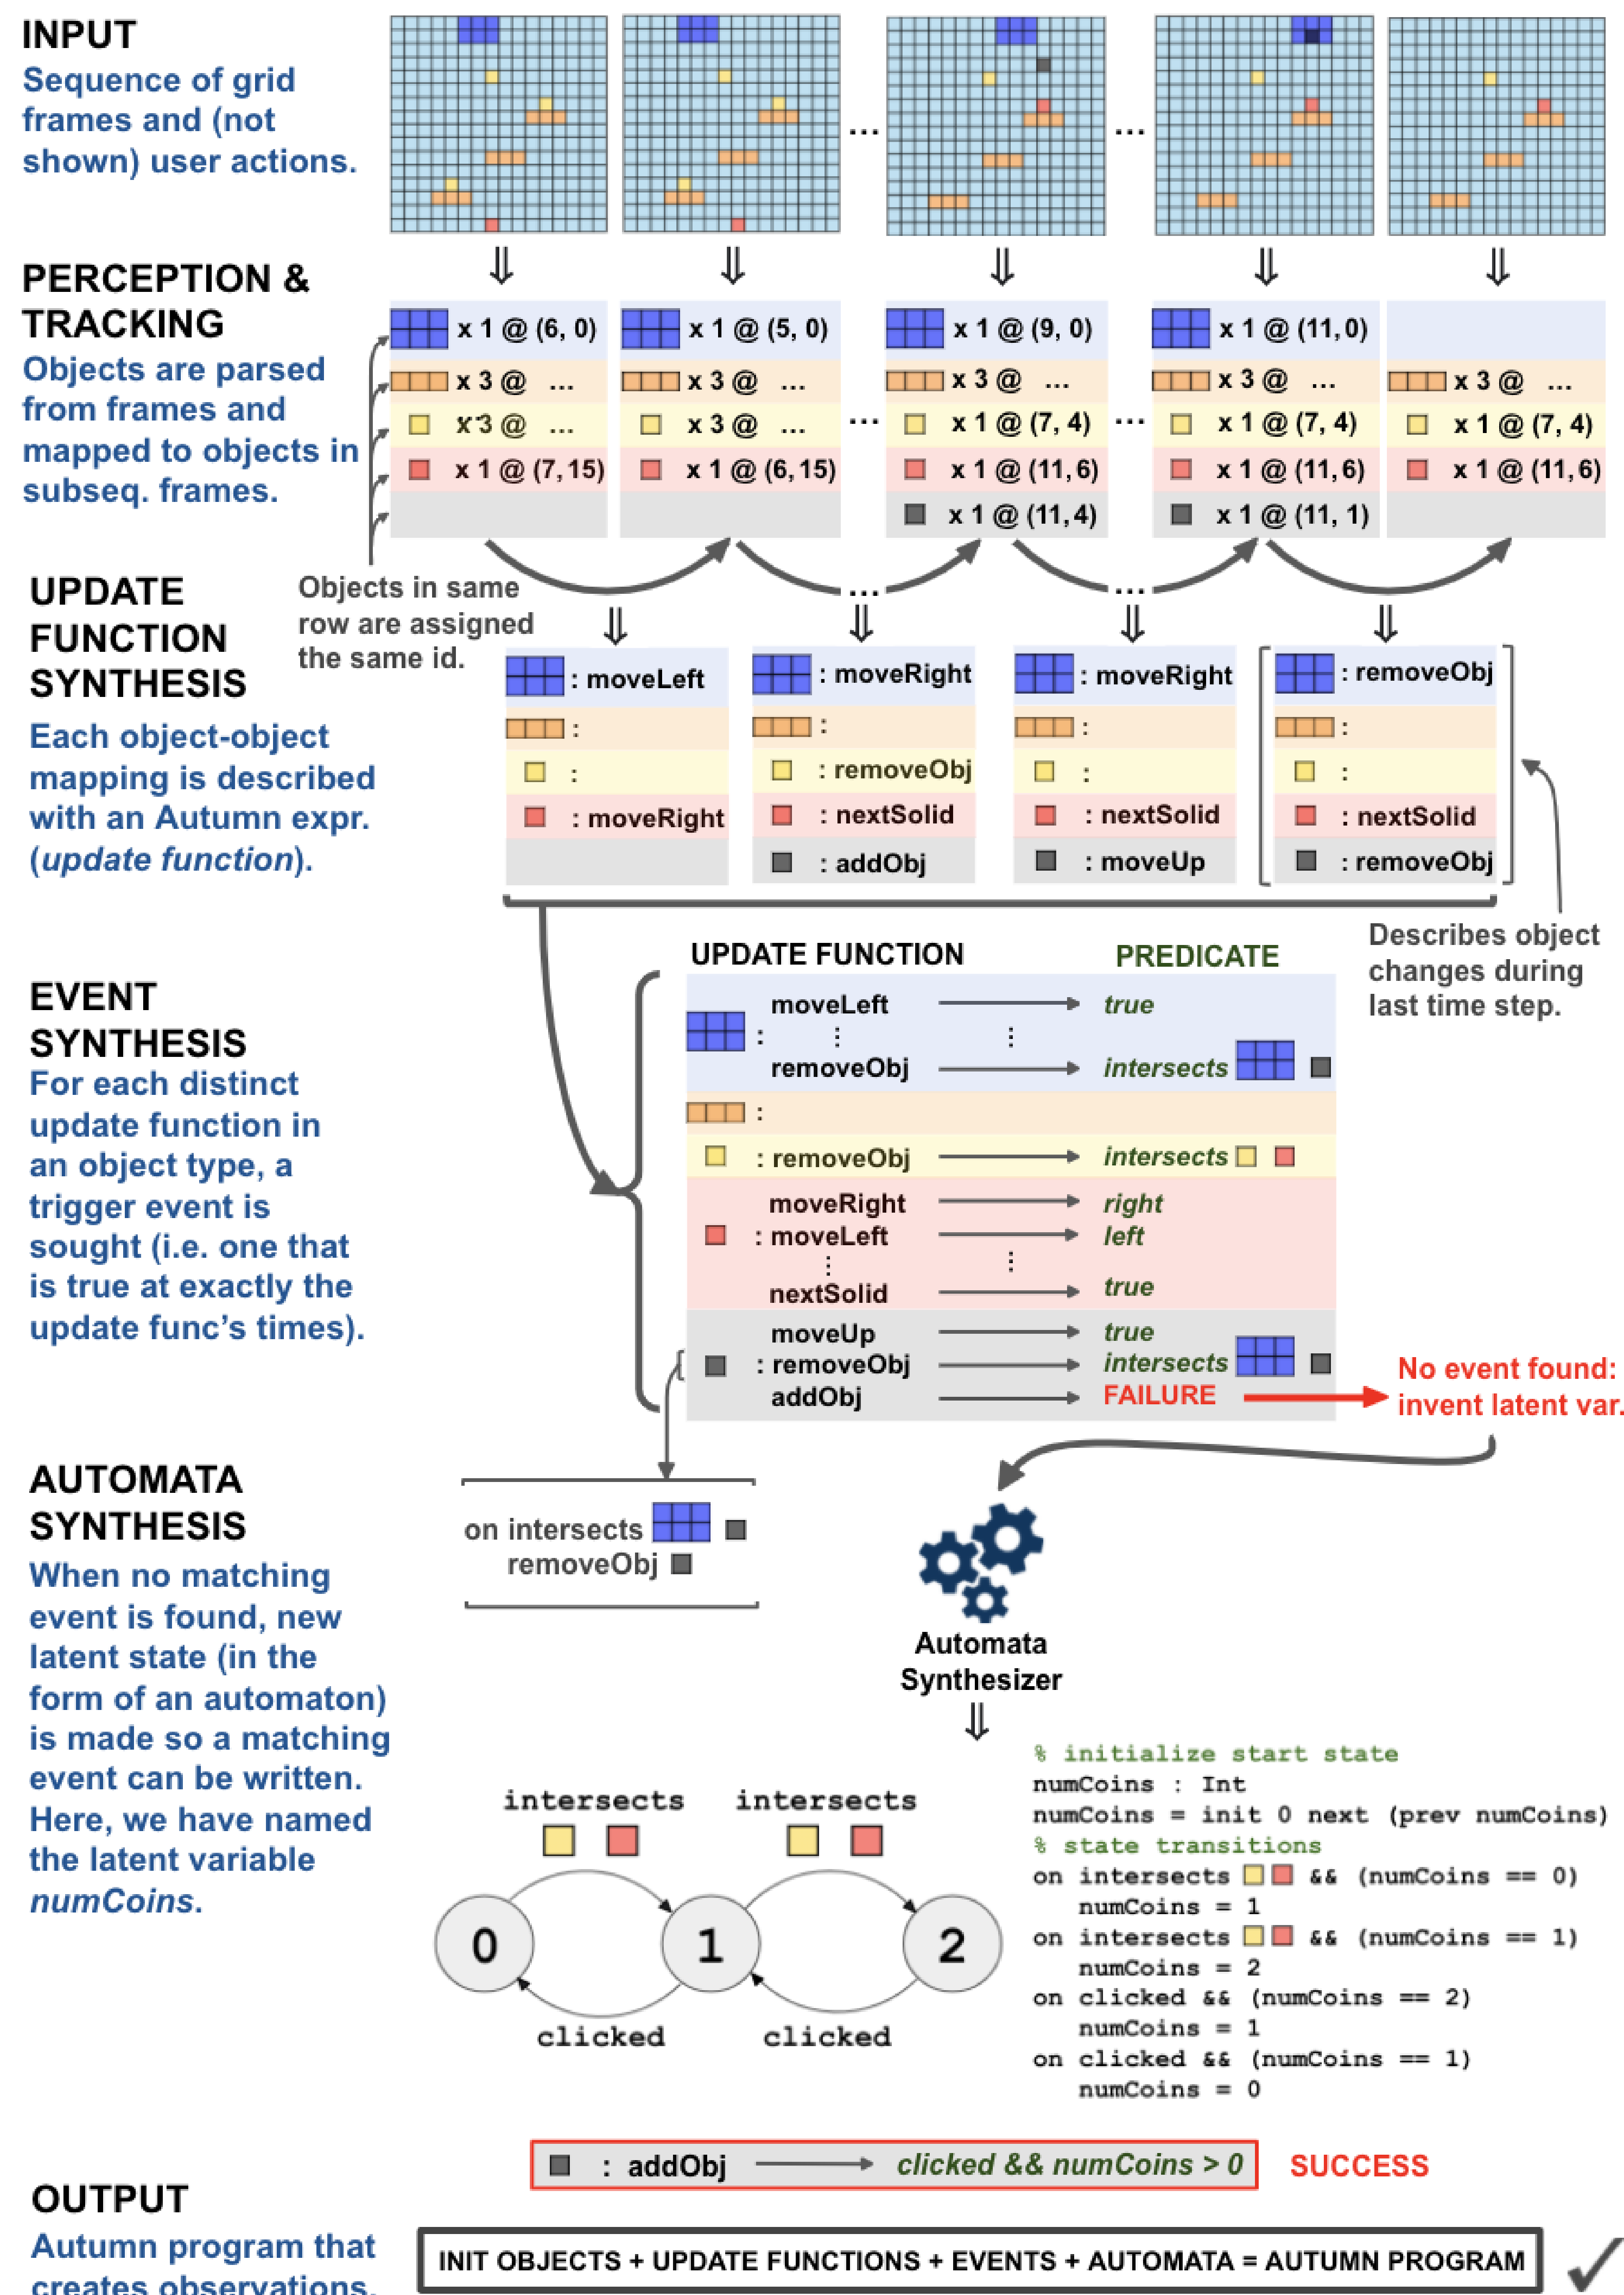 INPUT
Sequence of grid
frames and (not
shown) user actions.
...
...
PERCEPTION &
TRACKING
Objects are parsed
from frames and
mapped to objects in
subseq. frames.
x 1 @ (6, 0)
x 3 @ ...
x 3 @ ...
x 1 @ (7, 15)
x 1 @ (5, 0)
x 3 @ ...
x 3 @ ...
x 1 @ (6, 15)
...
x 1 @ (9, 0)
x 3 @ ...
x 1 @ (7, 4)
x 1 @ (11, 6)
x 1 @ (11, 4)
...
x 1 @ (11, 0)
x 3 @ ...
x 1 @ (7, 4)
x 1 @ (11, 6)
x 1 @ (11, 1)
x 3 @ ...
x 1 @ (7, 4)
x 1 @ (11, 6)
Objects in same
row are assigned
the same id.
...
...
UPDATE
FUNCTION
SYNTHESIS
Each object-object
mapping is described
with an Autumn expr.
(update function).
: moveLeft
:
:
: moveRight
: moveRight
:
: removeObj
: nextSolid
: addObj
: moveRight
:
:
: nextSolid
: moveUp
: removeObj
:
:
: nextSolid
: removeObj
Describes object
changes during
last time step.
EVENT
SYNTHESIS
For each distinct
update function in
an object type, a
trigger event is
sought (i.e. one that
is true at exactly the
update func's times).
UPDATE FUNCTION PREDICATE
moveLeft true
: ⋮ ⋮
removeObj intersects
:
: removeObj intersects
moveRight right
: moveLeft left
⋮ ⋮
nextSolid true
moveUp true
: removeObj intersects
addObj FAILURE
No event found:
invent latent var.
AUTOMATA
SYNTHESIS
When no matching
event is found, new
latent state (in the
form of an automaton)
is made so a matching
event can be written.
Here, we have named
the latent variable
numCoins.
on intersects
removeObj
Automata
Synthesizer
intersects intersects
0 1 2
clicked clicked
% initialize start state
numCoins : Int
numCoins = init 0 next (prev numCoins)
% state transitions
on intersects && (numCoins == 0)
numCoins = 1
on intersects && (numCoins == 1)
numCoins = 2
on clicked && (numCoins == 2)
numCoins = 1
on clicked && (numCoins == 1)
numCoins = 0
: addObj clicked && numCoins > 0 SUCCESS
OUTPUT
Autumn program that
creates observations.
INIT OBJECTS + UPDATE FUNCTIONS + EVENTS + AUTOMATA = AUTUMN PROGRAM